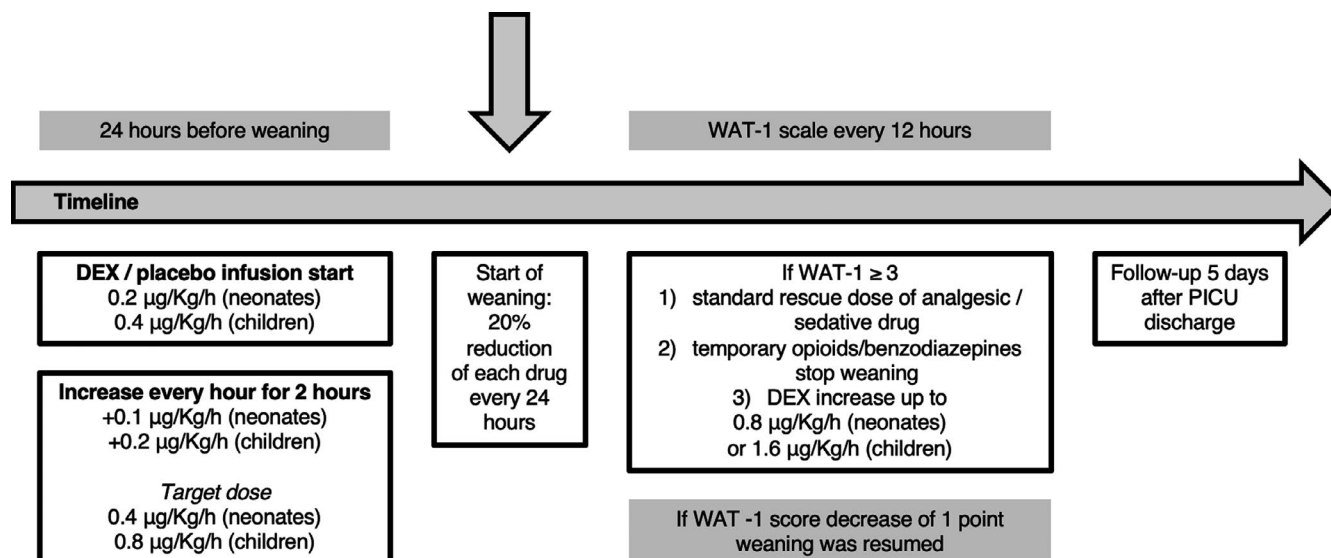 24 hours before weaning
WAT-1 scale every 12 hours
Timeline
DEX / placebo infusion start
0.2 µg/Kg/h (neonates)
0.4 µg/Kg/h (children)
Increase every hour for 2 hours
+0.1 µg/Kg/h (neonates)
+0.2 µg/Kg/h (children)
Target dose
0.4 µg/Kg/h (neonates)
0.8 µg/Kg/h (children)
Start of
weaning:
20%
reduction
of each drug
every 24
hours
If WAT-1 ≥ 3
1) standard rescue dose of analgesic /
sedative drug
2) temporary opioids/benzodiazepines
stop weaning
3) DEX increase up to
0.8 µg/Kg/h (neonates)
or 1.6 µg/Kg/h (children)
If WAT -1 score decrease of 1 point
weaning was resumed
Follow-up 5 days
after PICU
discharge